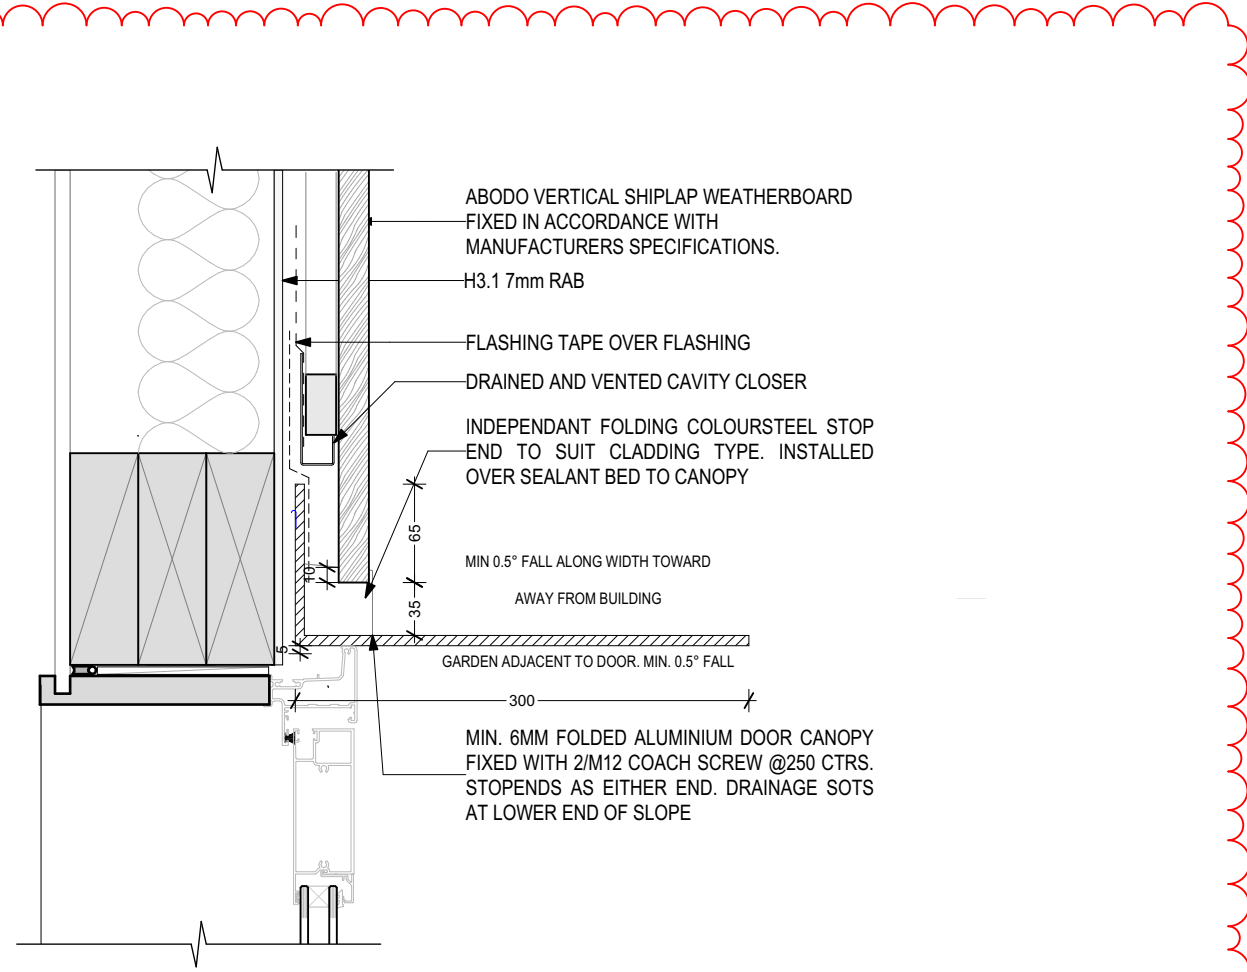 ABODO VERTICAL SHIPLAP WEATHERBOARD
FIXED IN ACCORDANCE WITH
MANUFACTURERS SPECIFICATIONS.
H3.1 7mm RAB
FLASHING TAPE OVER FLASHING
DRAINED AND VENTED CAVITY CLOSER
INDEPENDANT FOLDING COLOURSTEEL STOP
END TO SUIT CLADDING TYPE. INSTALLED
OVER SEALANT BED TO CANOPY
65
MIN 0.5° FALL ALONG WIDTH TOWARD
10
AWAY FROM BUILDING
35
5
GARDEN ADJACENT TO DOOR. MIN. 0.5° FALL
300
MIN. 6MM FOLDED ALUMINIUM DOOR CANOPY
FIXED WITH 2/M12 COACH SCREW @250 CTRS.
STOPENDS AS EITHER END. DRAINAGE SOTS
AT LOWER END OF SLOPE